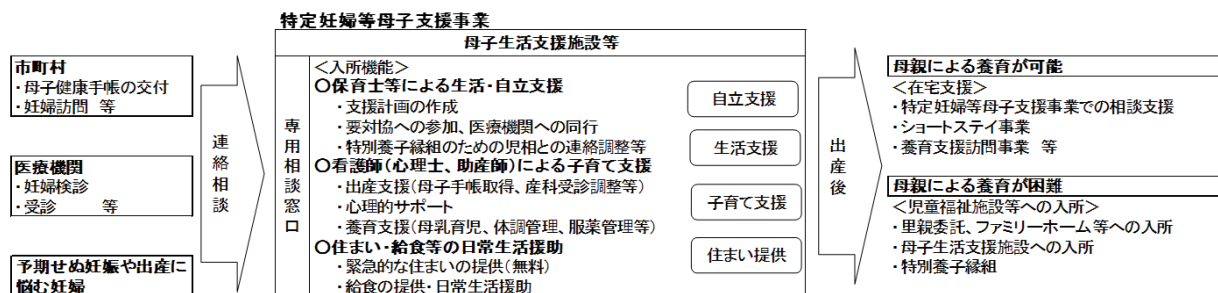 特定妊婦等母子支援事業
母子生活支援施設等
市町村
・母子健康手帳の交付
・妊婦訪問 等
医療機関
・妊婦検診
・受診 等
予期せぬ妊娠や出産に
悩む妊婦
連絡相談
専用相談窓口
<入所機能>
○保育士等による生活・自立支援
・支援計画の作成
・要対協への参加、医療機関への同行
・特別養子縁組のための児相との連絡調整等
○看護師(心理士、助産師)による子育て支援
・出産支援(母子手帳取得、産科受診調整等)
・心理的サポート
・養育支援(母乳育児、体調管理、服薬管理等)
○住まい・給食等の日常生活援助
・緊急的な住まいの提供(無料)
・給食の提供・日常生活援助
自立支援
生活支援
子育て支援
住まい提供
出産後
母親による養育が可能
<在宅支援>
・特定妊婦等母子支援事業での相談支援
・ショートステイ事業
・養育支援訪問事業 等
母親による養育が困難
<児童福祉施設等への入所>
・里親委託、ファミリーホーム等への入所
・母子生活支援施設への入所
・特別養子縁組